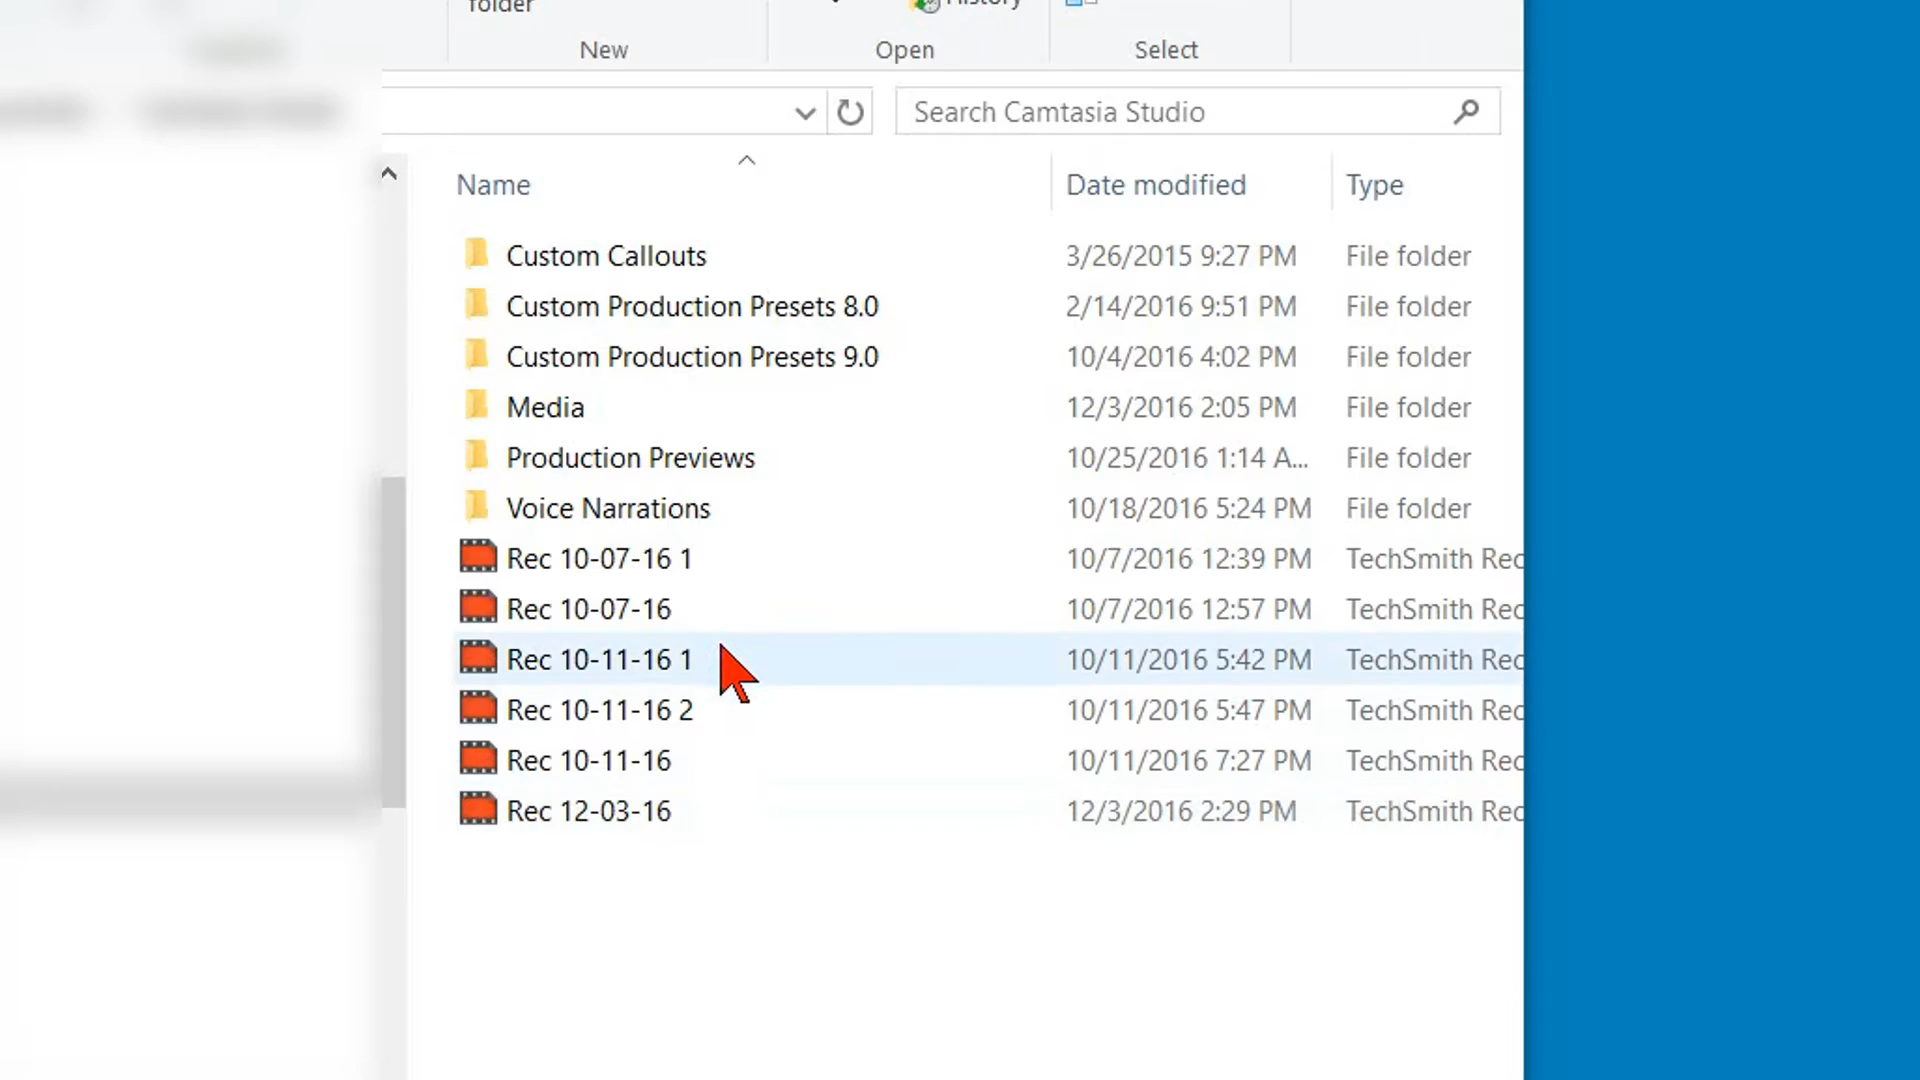 folder
History
New Open Select
Search Camtasia Studio
Name Date modified Type
Custom Callouts 3/26/2015 9:27 PM File folder
Custom Production Presets 8.0 2/14/2016 9:51 PM File folder
Custom Production Presets 9.0 10/4/2016 4:02 PM File folder
Media 12/3/2016 2:05 PM File folder
Production Previews 10/25/2016 1:14 A... File folder
Voice Narrations 10/18/2016 5:24 PM File folder
Rec 10-07-16 1 10/7/2016 12:39 PM TechSmith Rec
Rec 10-07-16 10/7/2016 12:57 PM TechSmith Rec
Rec 10-11-16 1 10/11/2016 5:42 PM TechSmith Rec
Rec 10-11-16 2 10/11/2016 5:47 PM TechSmith Rec
Rec 10-11-16 10/11/2016 7:27 PM TechSmith Rec
Rec 12-03-16 12/3/2016 2:29 PM TechSmith Rec